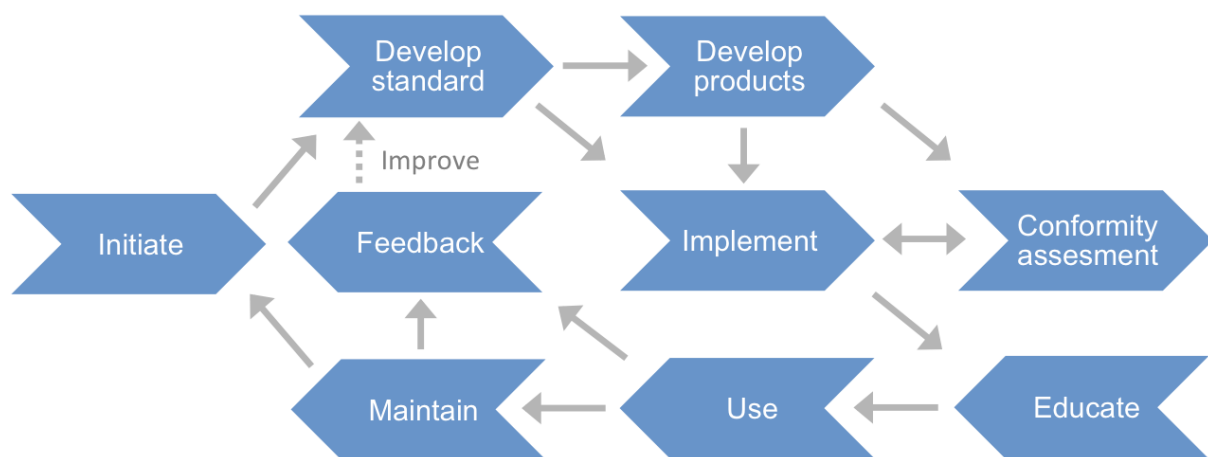 Develop
standard
Develop
products
Improve
Initiate
Feedback
Implement
Conformity
assesment
Maintain
Use
Educate